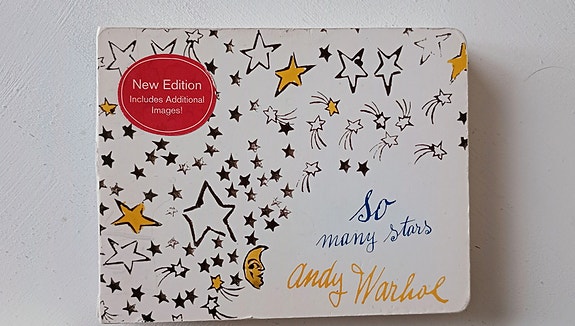 New Edition
Includes Additional
Images!
So
many stars
Andy Warhol